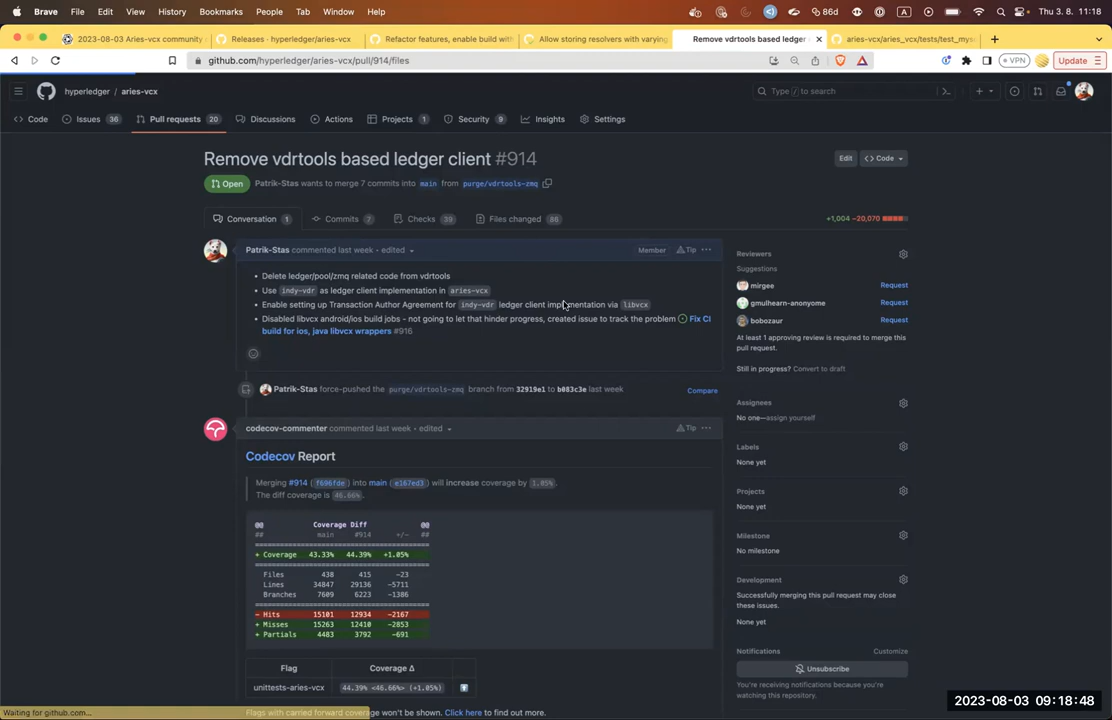 Brave File Edit View History Bookmarks People Tab Window Help 86d A Thu 3. 8. 11:18
2023-08-03 Aries-vcx community Releases · hyperledger/aries-vcx Refactor features, enable build with Allow storing resolvers with varying Remove vdrtools based ledger aries-vcx/aries_vcx/tests/test_mys
github.com/hyperledger/aries-vcx/pull/914/files VPN Update
hyperledger / aries-vcx Type / to search
Code Issues 36 Pull requests 20 Discussions Actions Projects 1 Security 9 Insights Settings
Remove vdrtools based ledger client #914 Edit <> Code
Open Patrik-Stas wants to merge 7 commits into main from purge/vdrtools-zmq
Conversation 1 Commits 7 Checks 39 Files changed 86 +1,004 −20,070
Patrik-Stas commented last week • edited Member Tip
• Delete ledger/pool/zmq related code from vdrtools
• Use indy-vdr as ledger client implementation in aries-vcx
• Enable setting up Transaction Author Agreement for indy-vdr ledger client implementation via libvcx
• Disabled libvcx android/ios build jobs - not going to let that hinder progress, created issue to track the problem Fix CI
build for ios, java libvcx wrappers #916
Patrik-Stas force-pushed the purge/vdrtools-zmq branch from 32919e1 to b083c3e last week Compare
codecov-commenter commented last week • edited Tip
Codecov Report
Merging #914 (f696fde) into main (e167ed3) will increase coverage by 1.05%.
The diff coverage is 46.66%.
@@ Coverage Diff @@
## main #914 +/- ##
==========================================
+ Coverage 43.33% 44.39% +1.05%
==========================================
Files 438 415 -23
Lines 34847 29136 -5711
Branches 7609 6223 -1386
==========================================
- Hits 15101 12934 -2167
+ Misses 15263 12410 -2853
+ Partials 4483 3792 -691
Flag Coverage Δ
unittests-aries-vcx 44.39% <46.66%> (+1.05%)
Flags with carried forward coverage won't be shown. Click here to find out more.
Reviewers
Suggestions
mirgee Request
gmulhearn-anonyome Request
bobozaur Request
At least 1 approving review is required to merge this
pull request.
Still in progress? Convert to draft
Assignees
No one—assign yourself
Labels
None yet
Projects
None yet
Milestone
No milestone
Development
Successfully merging this pull request may close
these issues.
None yet
Notifications Customize
Unsubscribe
You're receiving notifications because you're
watching this repository.
Waiting for github.com...
2023-08-03 09:18:48